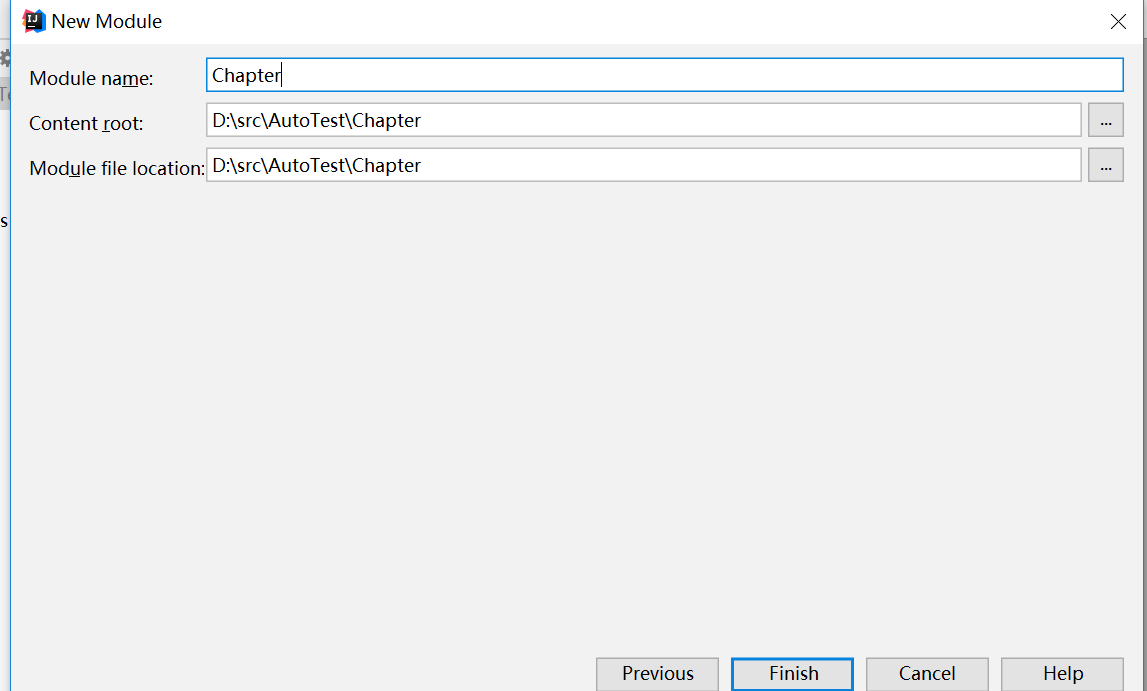 New Module
Module name: Chapter
Content root: D:\src\AutoTest\Chapter ...
Module file location: D:\src\AutoTest\Chapter ...
s
Previous Finish Cancel Help